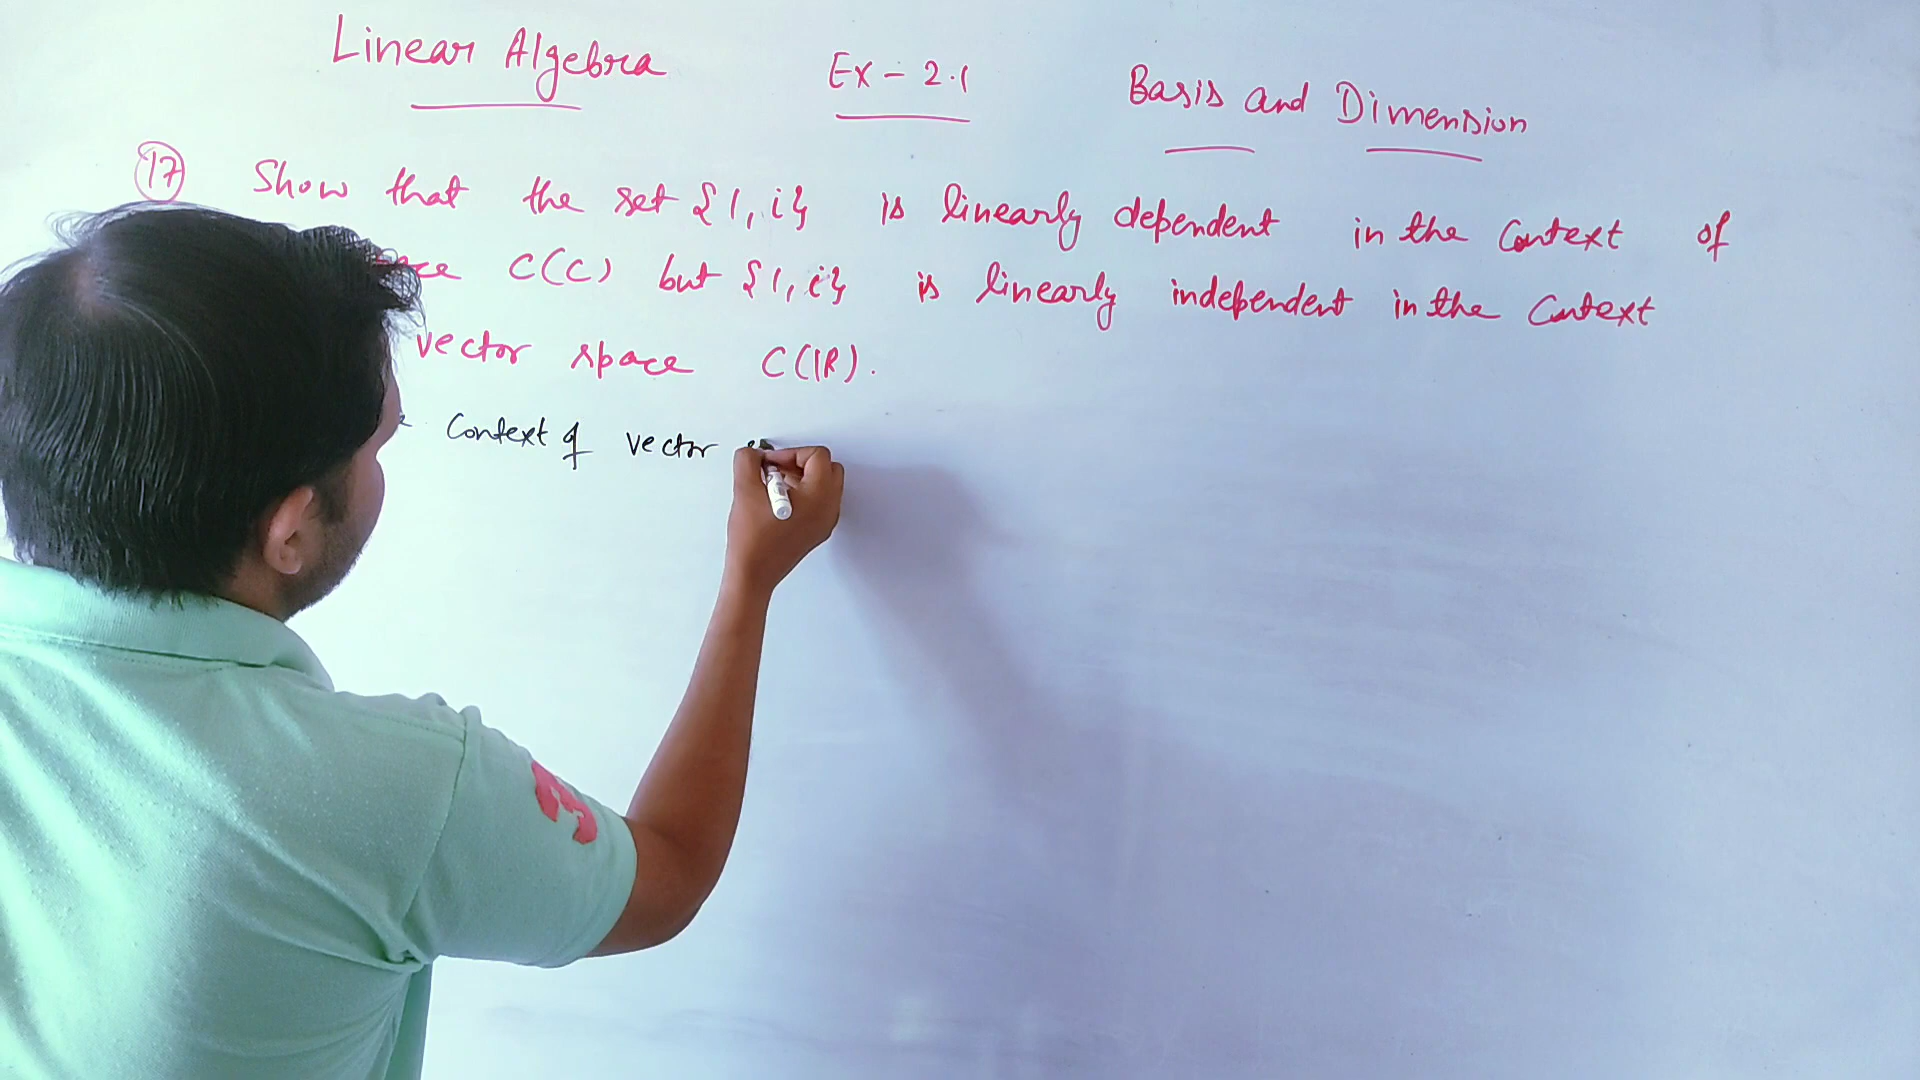 Linear Algebra Ex - 2.1 Basis and Dimension
17 Show that the set {1, i} is linearly dependent in the context of
C(C) but {1, i} is linearly independent in the context
vector space C(IR).
context of vector